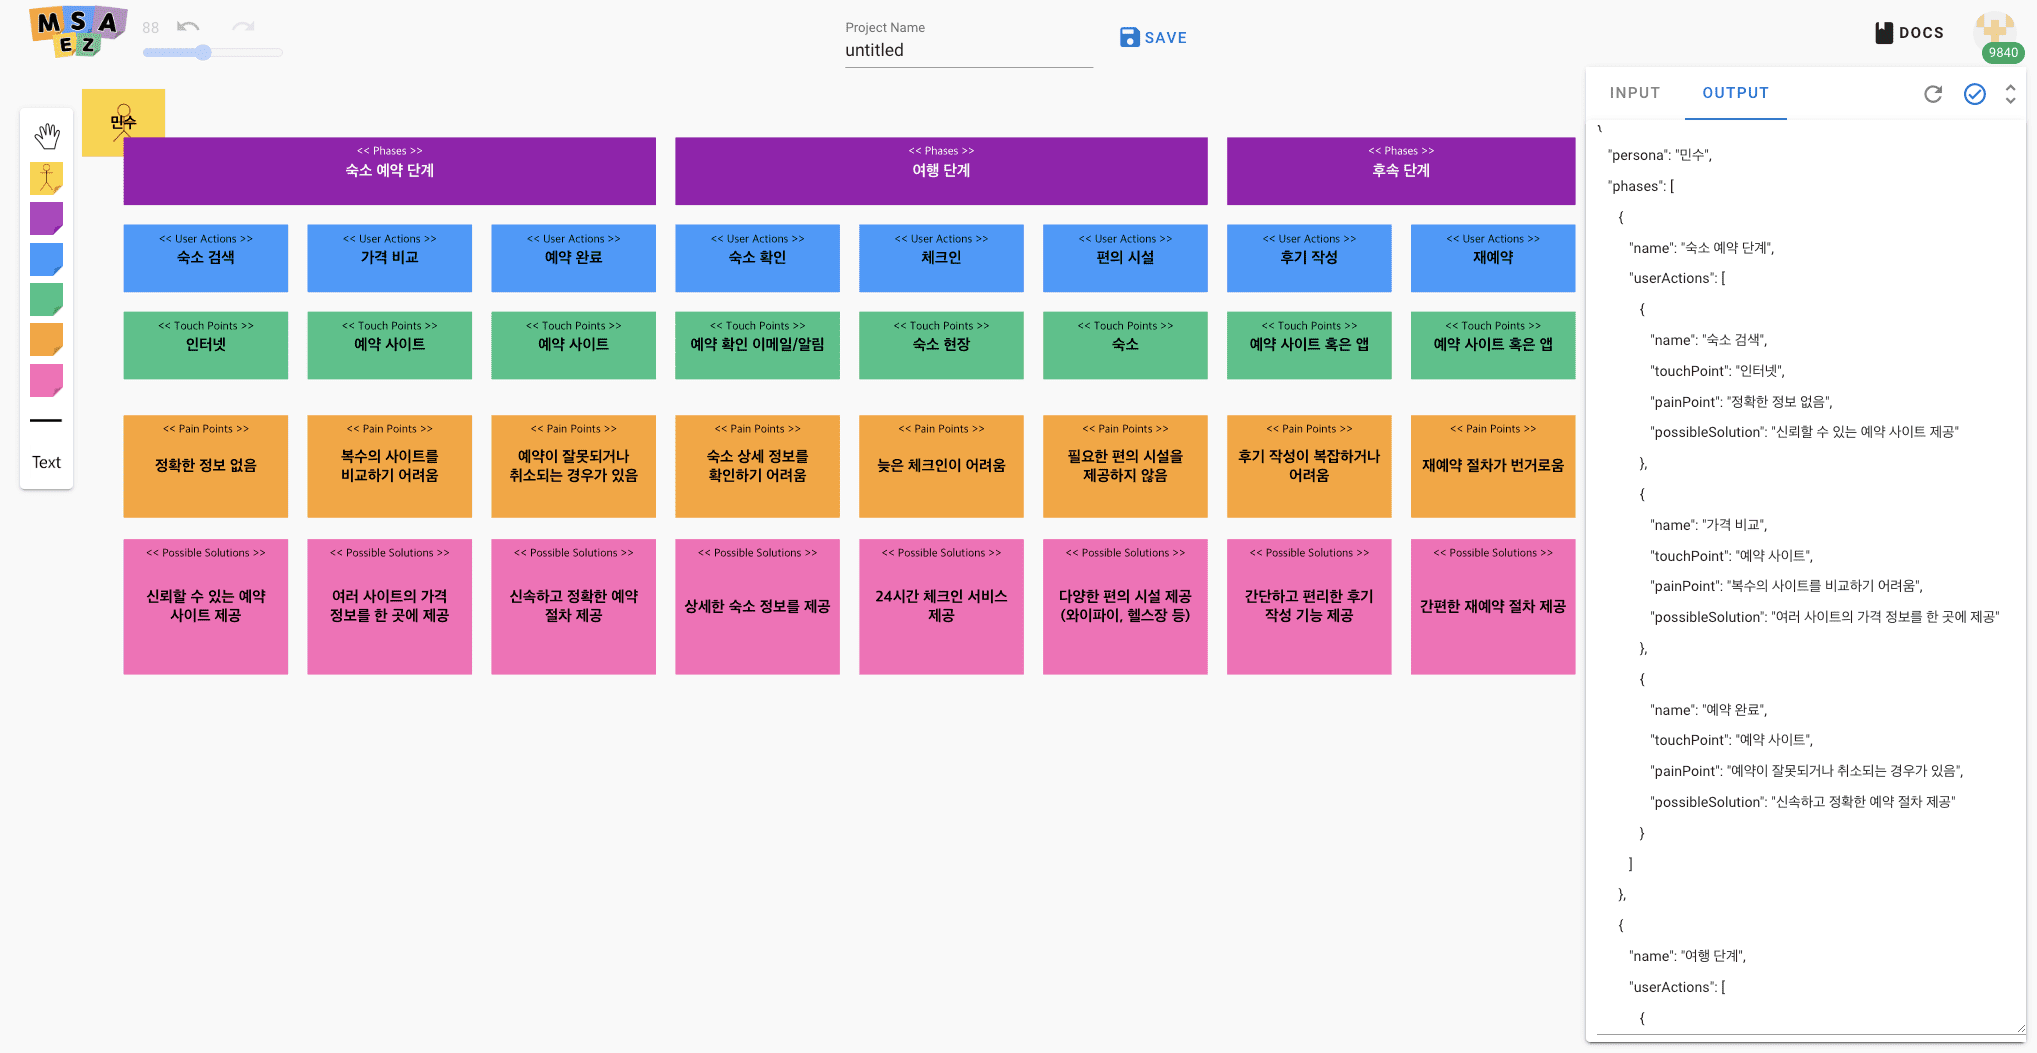 MSA
EZ
88
Project Name
untitled
SAVE
DOCS
9840
Text
민수
<< Phases >>
숙소 예약 단계
<< Phases >>
여행 단계
<< Phases >>
후속 단계
<< User Actions >>
숙소 검색
<< User Actions >>
가격 비교
<< User Actions >>
예약 완료
<< User Actions >>
숙소 확인
<< User Actions >>
체크인
<< User Actions >>
편의 시설
<< User Actions >>
후기 작성
<< User Actions >>
재예약
<< Touch Points >>
인터넷
<< Touch Points >>
예약 사이트
<< Touch Points >>
예약 사이트
<< Touch Points >>
예약 확인 이메일/알림
<< Touch Points >>
숙소 현장
<< Touch Points >>
숙소
<< Touch Points >>
예약 사이트 혹은 앱
<< Touch Points >>
예약 사이트 혹은 앱
<< Pain Points >>
정확한 정보 없음
<< Pain Points >>
복수의 사이트를
비교하기 어려움
<< Pain Points >>
예약이 잘못되거나
취소되는 경우가 있음
<< Pain Points >>
숙소 상세 정보를
확인하기 어려움
<< Pain Points >>
늦은 체크인이 어려움
<< Pain Points >>
필요한 편의 시설을
제공하지 않음
<< Pain Points >>
후기 작성이 복잡하거나
어려움
<< Pain Points >>
재예약 절차가 번거로움
<< Possible Solutions >>
신뢰할 수 있는 예약
사이트 제공
<< Possible Solutions >>
여러 사이트의 가격
정보를 한 곳에 제공
<< Possible Solutions >>
신속하고 정확한 예약
절차 제공
<< Possible Solutions >>
상세한 숙소 정보를 제공
<< Possible Solutions >>
24시간 체크인 서비스
제공
<< Possible Solutions >>
다양한 편의 시설 제공
(와이파이, 헬스장 등)
<< Possible Solutions >>
간단하고 편리한 후기
작성 기능 제공
<< Possible Solutions >>
간편한 재예약 절차 제공
INPUT
OUTPUT
{
"persona": "민수",
"phases": [
{
"name": "숙소 예약 단계",
"userActions": [
{
"name": "숙소 검색",
"touchPoint": "인터넷",
"painPoint": "정확한 정보 없음",
"possibleSolution": "신뢰할 수 있는 예약 사이트 제공"
},
{
"name": "가격 비교",
"touchPoint": "예약 사이트",
"painPoint": "복수의 사이트를 비교하기 어려움",
"possibleSolution": "여러 사이트의 가격 정보를 한 곳에 제공"
},
{
"name": "예약 완료",
"touchPoint": "예약 사이트",
"painPoint": "예약이 잘못되거나 취소되는 경우가 있음",
"possibleSolution": "신속하고 정확한 예약 절차 제공"
}
]
},
{
"name": "여행 단계",
"userActions": [
{